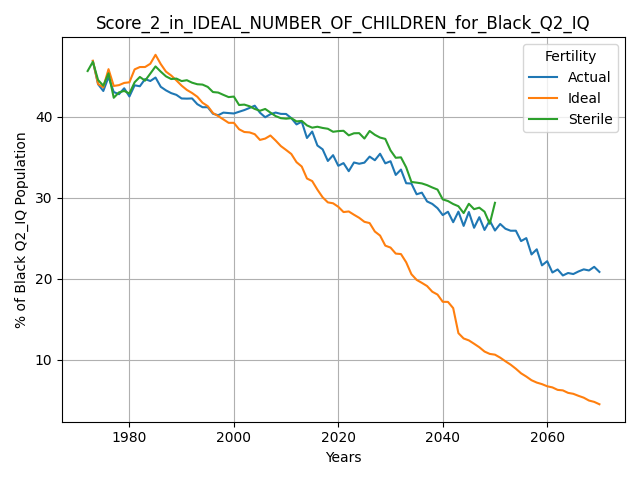 Score_2_in_IDEAL_NUMBER_OF_CHILDREN_for_Black_Q2_IQ
Fertility
Actual
Ideal
Sterile
% of Black Q2_IQ Population
40
30
20
10
1980
2000
2020
2040
2060
Years